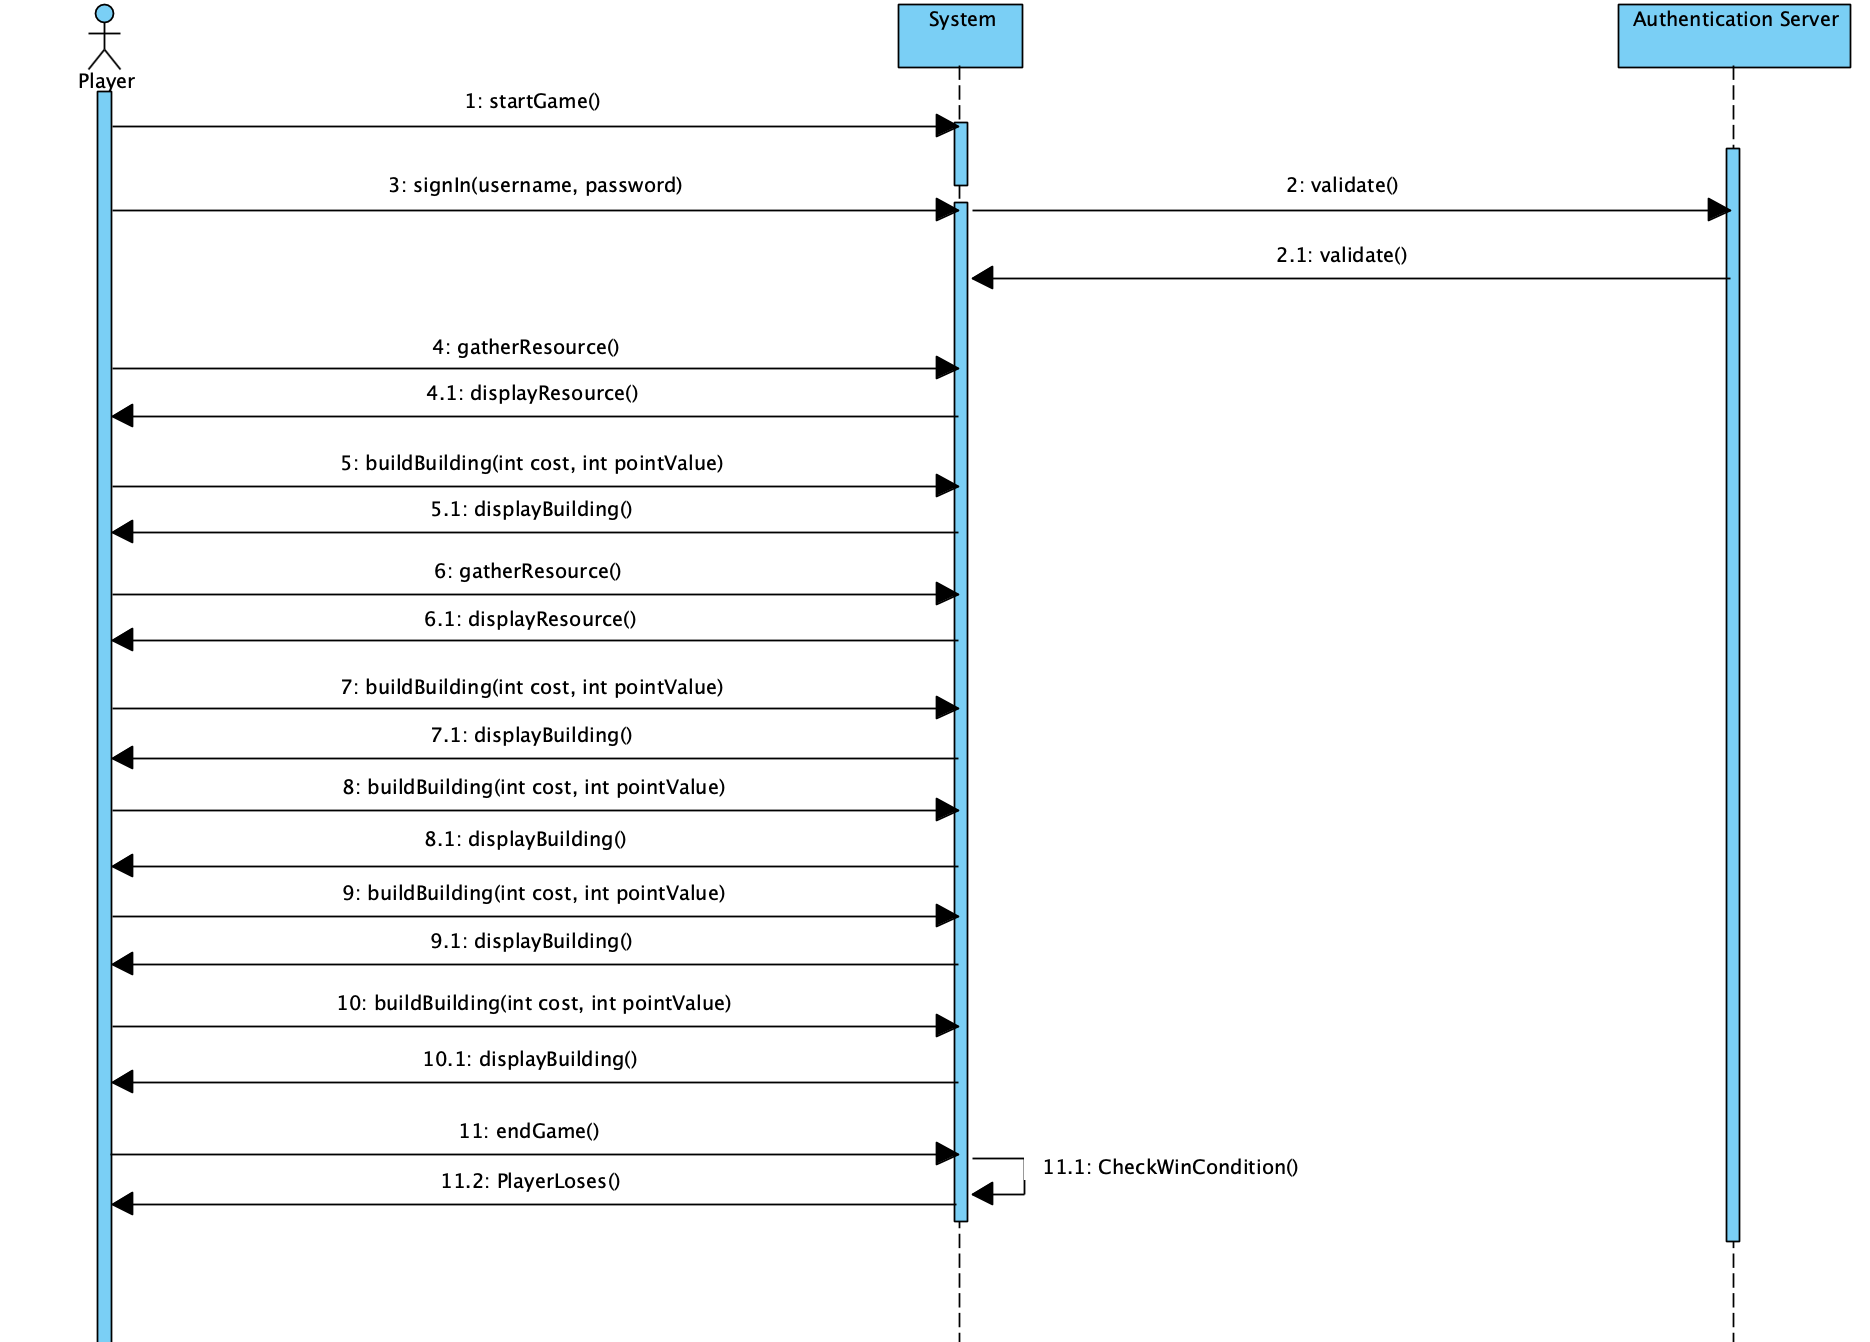 Player
System
Authentication Server
1: startGame()
3: signIn(username, password)
2: validate()
2.1: validate()
4: gatherResource()
4.1: displayResource()
5: buildBuilding(int cost, int pointValue)
5.1: displayBuilding()
6: gatherResource()
6.1: displayResource()
7: buildBuilding(int cost, int pointValue)
7.1: displayBuilding()
8: buildBuilding(int cost, int pointValue)
8.1: displayBuilding()
9: buildBuilding(int cost, int pointValue)
9.1: displayBuilding()
10: buildBuilding(int cost, int pointValue)
10.1: displayBuilding()
11: endGame()
11.1: CheckWinCondition()
11.2: PlayerLoses()